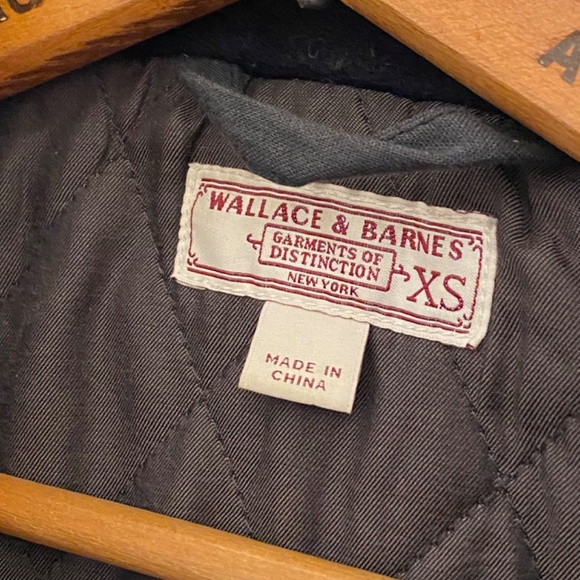 WALLACE & BARNES
GARMENTS OF
DISTINCTION
NEW YORK
XS
MADE IN
CHINA